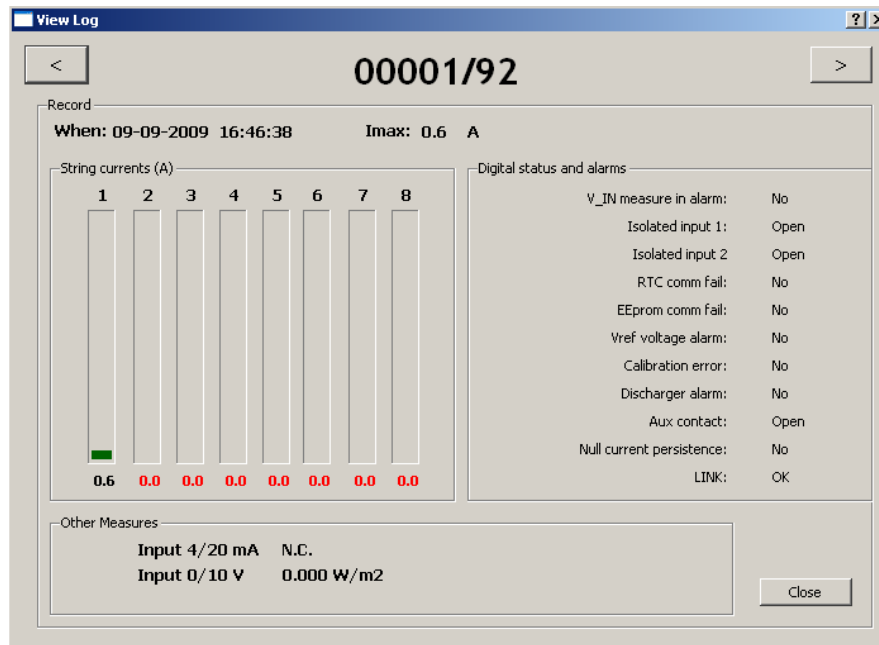 View Log
? X
< 00001/92 >
Record
When: 09-09-2009 16:46:38 Imax: 0.6 A
String currents (A)
1 2 3 4 5 6 7 8
0.6 0.0 0.0 0.0 0.0 0.0 0.0 0.0
Digital status and alarms
V_IN measure in alarm: No
Isolated input 1: Open
Isolated input 2 Open
RTC comm fail: No
EEprom comm fail: No
Vref voltage alarm: No
Calibration error: No
Discharger alarm: No
Aux contact: Open
Null current persistence: No
LINK: OK
Other Measures
Input 4/20 mA N.C.
Input 0/10 V 0.000 W/m2
Close